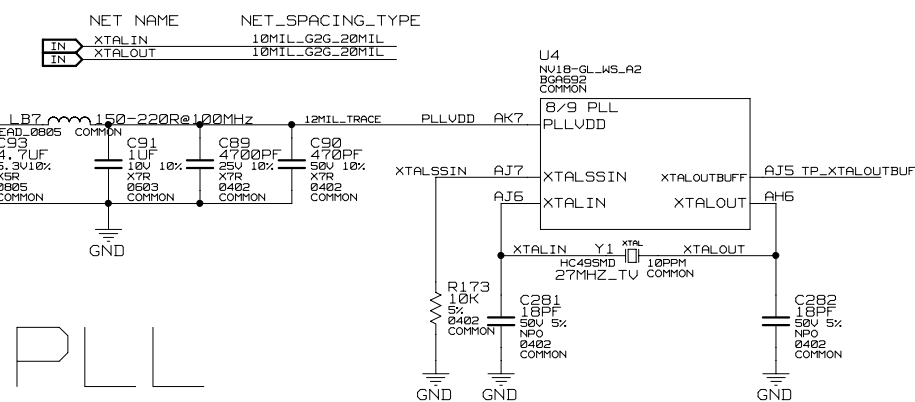 NET NAME NET_SPACING_TYPE
IN XTALIN 10MIL_G2G_20MIL
IN XTALOUT 10MIL_G2G_20MIL
U4
NV18-GL_WS_A2
BGA692
COMMON
8/9 PLL
LB7 150-220R@100MHz 12MIL_TRACE PLLVDD AK7 PLLVDD
EAD_0805 COMMON
C93
4.7UF
6.3V10%
X5R
0805
COMMON
C91
1UF
10V 10%
X7R
0603
COMMON
C89
4700PF
25V 10%
X7R
0402
COMMON
C90
470PF
50V 10%
X7R
0402
COMMON
GND
XTALSSIN AJ7 XTALSSIN XTALOUTBUFF AJ5 TP_XTALOUTBUF
AJ6 XTALIN XTALOUT AH6
XTALIN Y1 XTAL XTALOUT
HC49SMD 10PPM
27MHZ_TV COMMON
R173
10K
5%
0402
COMMON
C281
18PF
50V 5%
NPO
0402
COMMON
C282
18PF
50V 5%
NPO
0402
COMMON
GND GND GND
PLL